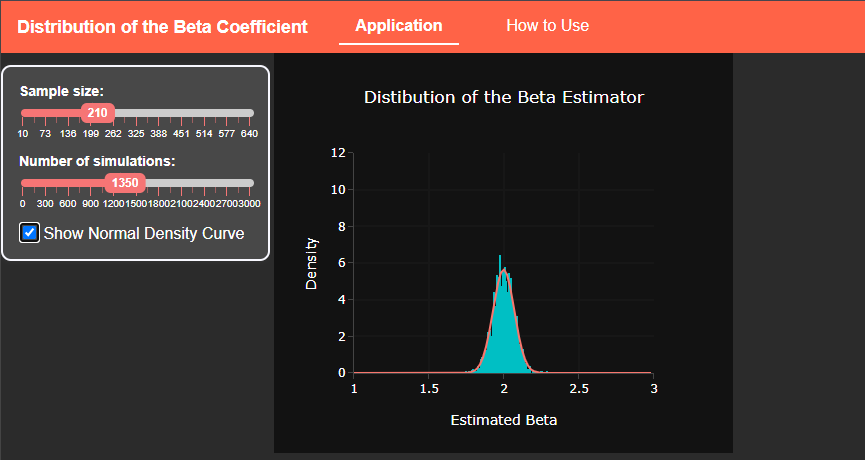 Distribution of the Beta Coefficient Application How to Use
Sample size:
210
10 73 136 199 262 325 388 451 514 577 640
Number of simulations:
1350
0 300 600 900 1200 1500 1800 2100 2400 2700 3000
Show Normal Density Curve
Distibution of the Beta Estimator
Density
12
10
8
6
4
2
0
1 1.5 2 2.5 3
Estimated Beta